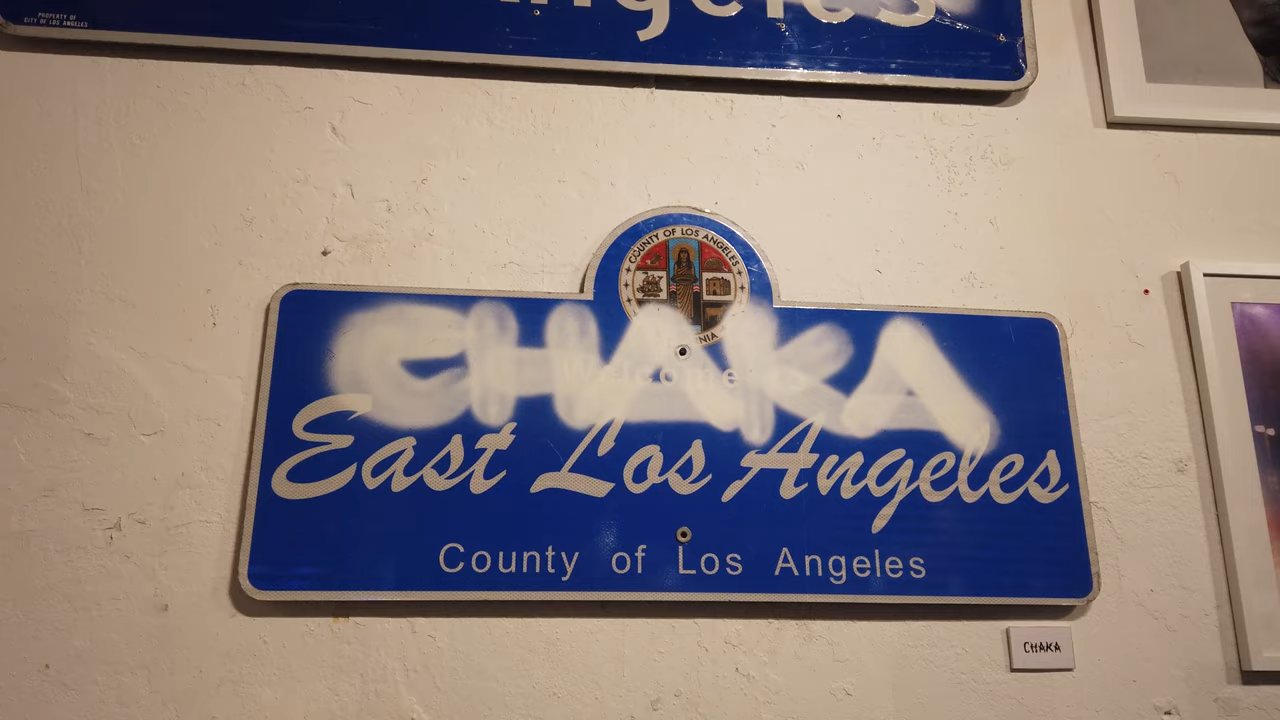 PROPERTY OF
CITY OF LOS ANGELES
Angeles
COUNTY OF LOS ANGELES
CHAKA
Welcome to
East Los Angeles
County of Los Angeles
CHAKA